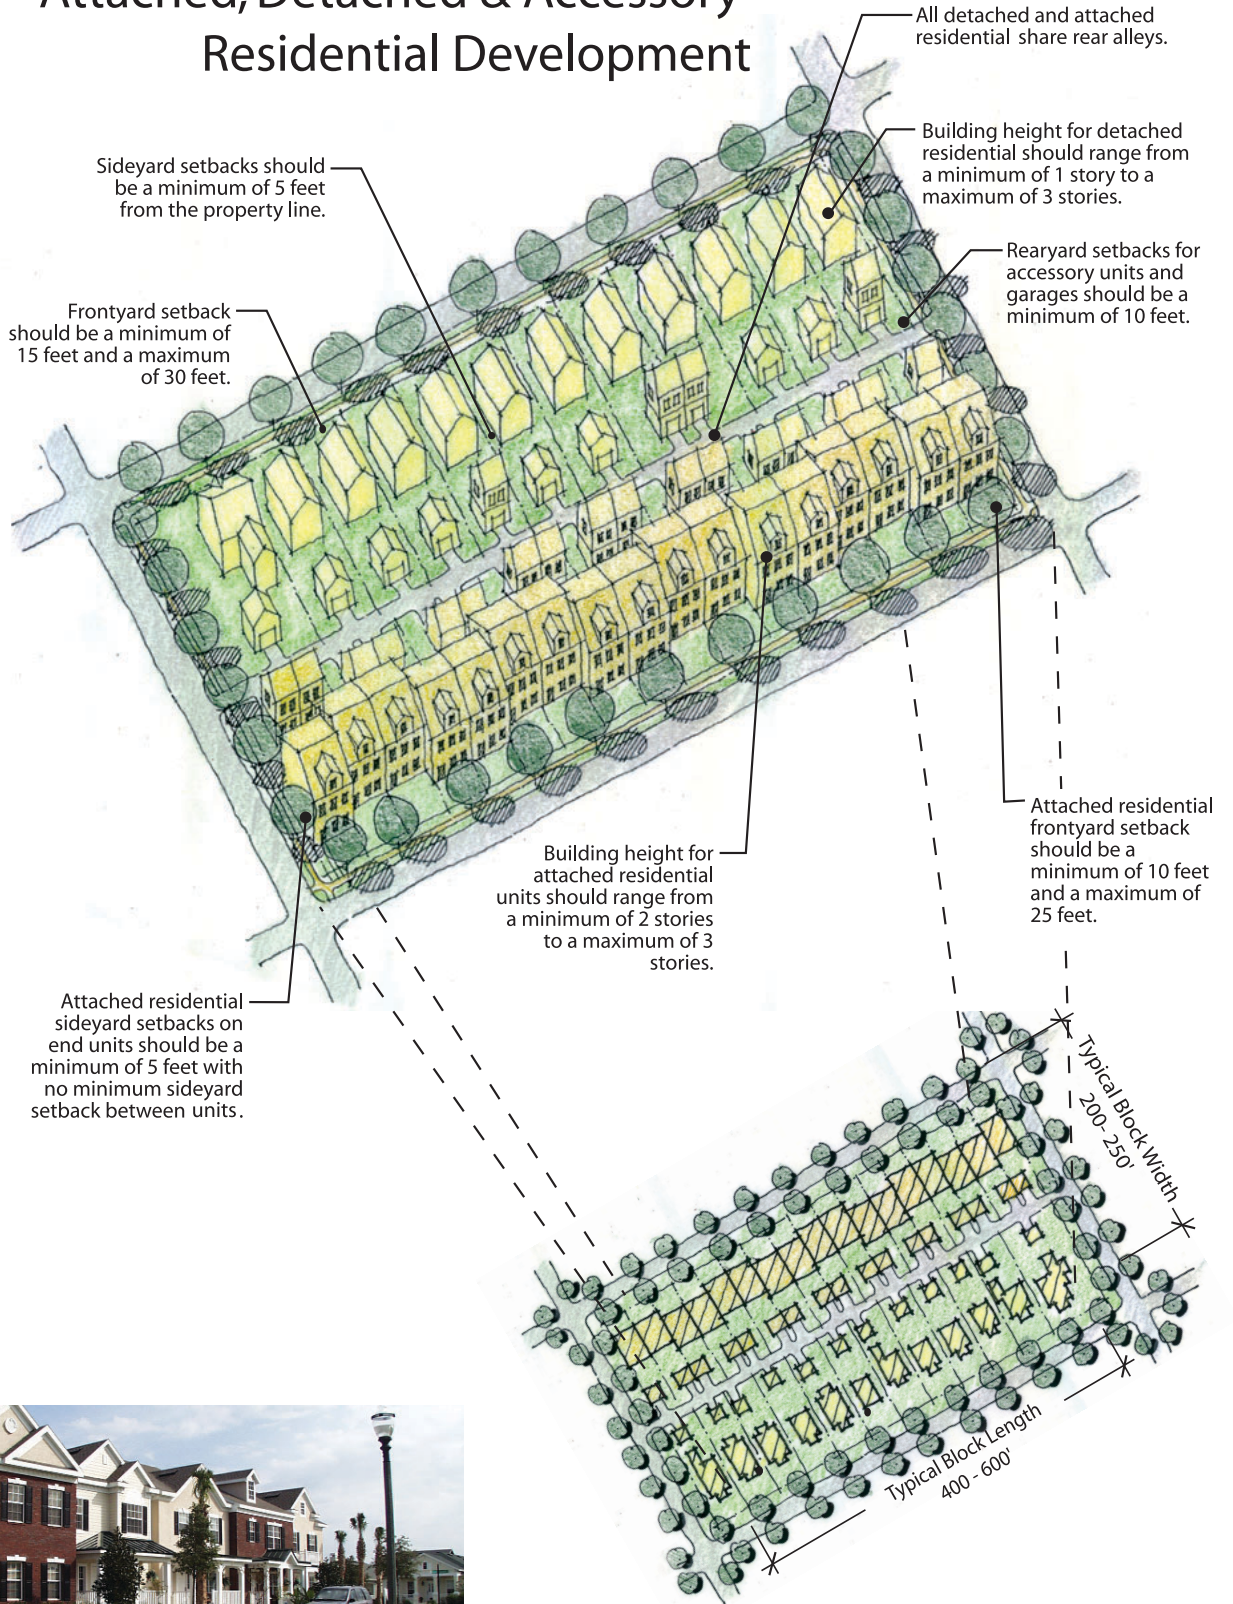 Attached, Detached & Accessory
Residential Development
All detached and attached
residential share rear alleys.
Building height for detached
residential should range from
a minimum of 1 story to a
maximum of 3 stories.
Sideyard setbacks should
be a minimum of 5 feet
from the property line.
Rearyard setbacks for
accessory units and
garages should be a
minimum of 10 feet.
Frontyard setback
should be a minimum of
15 feet and a maximum
of 30 feet.
Attached residential
frontyard setback
should be a
minimum of 10 feet
and a maximum of
25 feet.
Building height for
attached residential
units should range from
a minimum of 2 stories
to a maximum of 3
stories.
Attached residential
sideyard setbacks on
end units should be a
minimum of 5 feet with
no minimum sideyard
setback between units.
Typical Block Width
200- 250'
Typical Block Length
400 - 600'